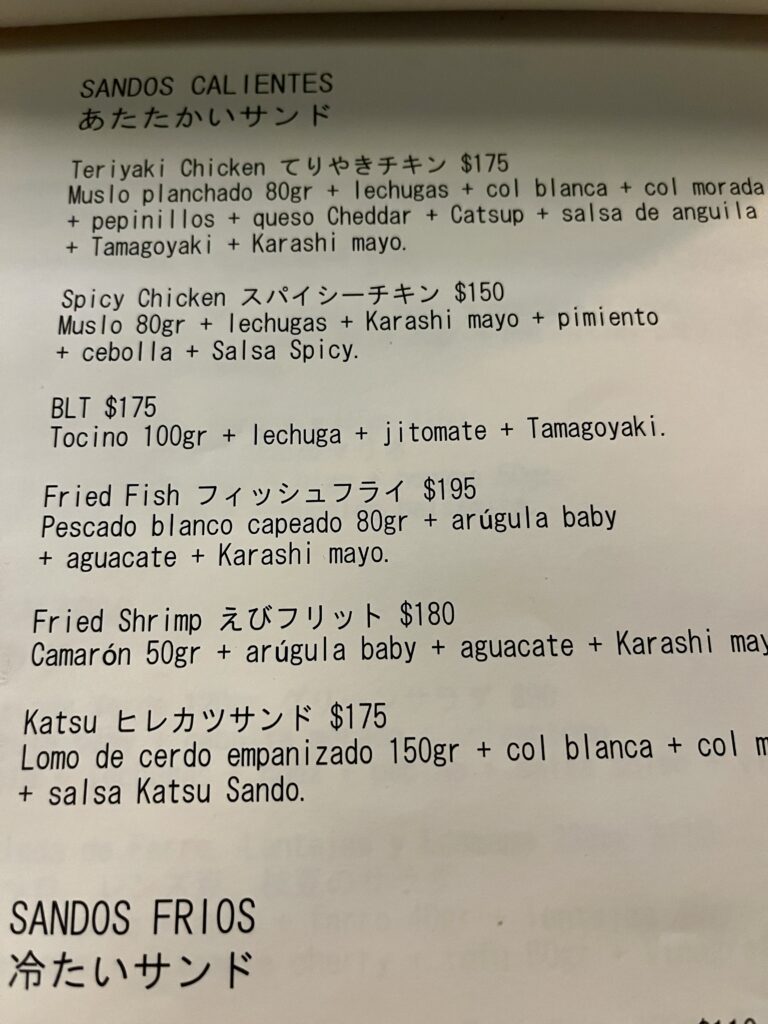 SANDOS CALIENTES
あたたかいサンド
Teriyaki Chicken てりやきチキン $175
Muslo planchado 80gr + lechugas + col blanca + col morada
+ pepinillos + queso Cheddar + Catsup + salsa de anguila
+ Tamagoyaki + Karashi mayo.
Spicy Chicken スパイシーチキン $150
Muslo 80gr + lechugas + Karashi mayo + pimiento
+ cebolla + Salsa Spicy.
BLT $175
Tocino 100gr + lechuga + jitomate + Tamagoyaki.
Fried Fish フィッシュフライ $195
Pescado blanco capeado 80gr + arúgula baby
+ aguacate + Karashi mayo.
Fried Shrimp えびフリット $180
Camarón 50gr + arúgula baby + aguacate + Karashi may
Katsu ヒレカツサンド $175
Lomo de cerdo empanizado 150gr + col blanca + col m
+ salsa Katsu Sando.
SANDOS FRIOS
冷たいサンド